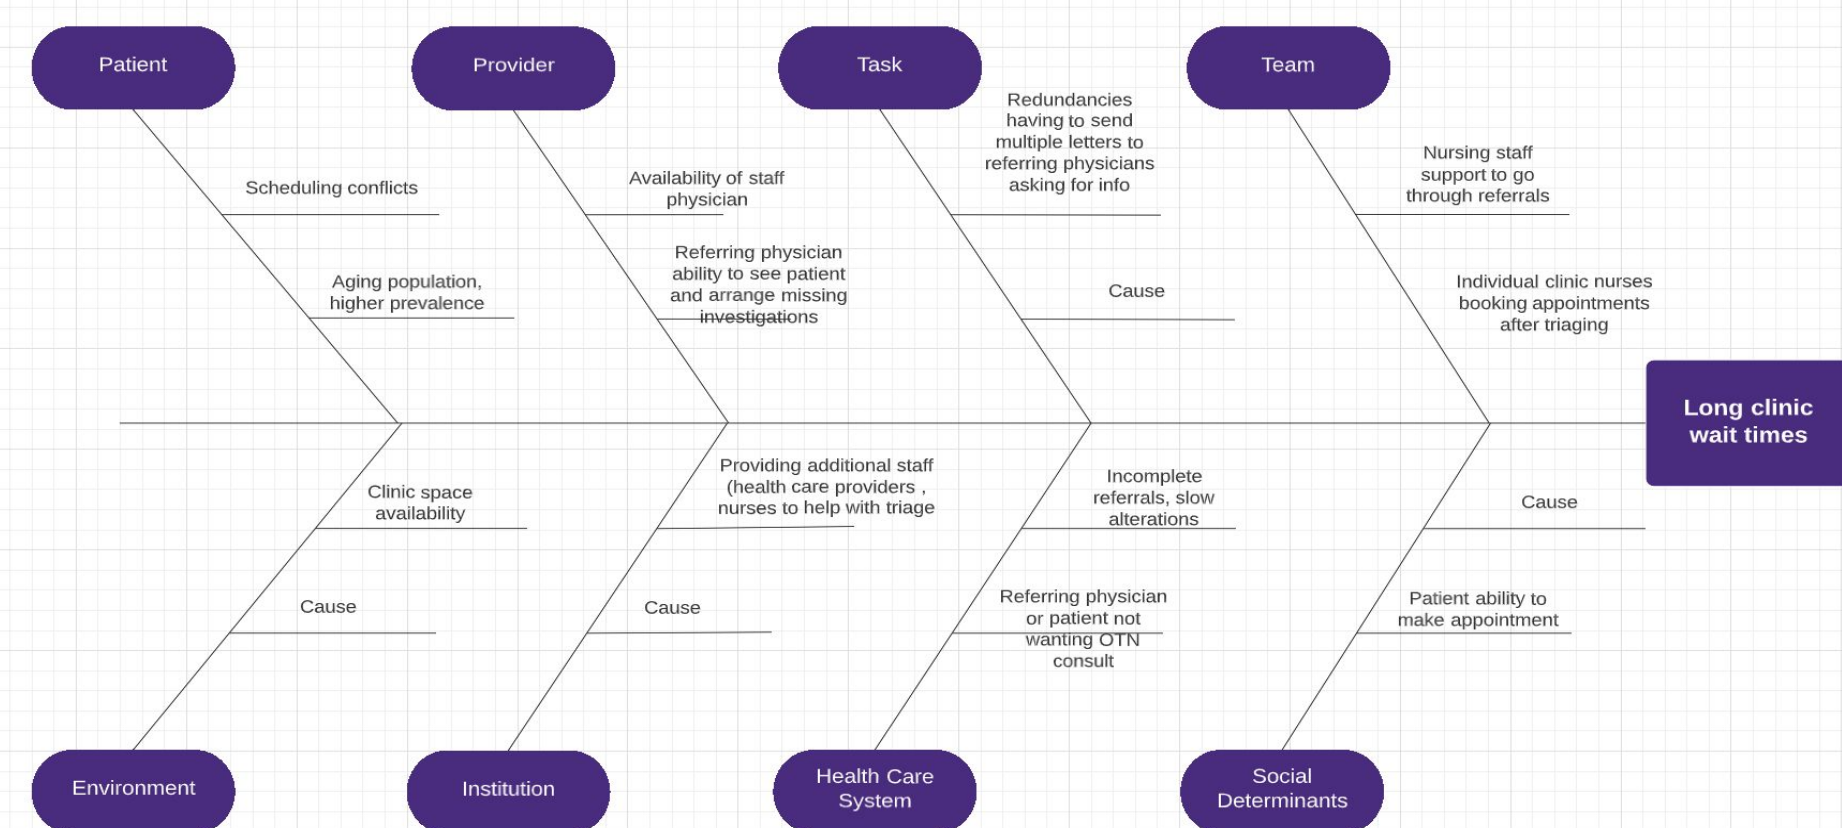 Patient
Provider
Task
Team
Scheduling conflicts
Aging population,
higher prevalence
Availability of staff
physician
Referring physician
ability to see patient
and arrange missing
investigations
Redundancies
having to send
multiple letters to
referring physicians
asking for info
Cause
Nursing staff
support to go
through referrals
Individual clinic nurses
booking appointments
after triaging
Long clinic
wait times
Clinic space
availability
Cause
Providing additional staff
(health care providers ,
nurses to help with triage
Cause
Incomplete
referrals, slow
alterations
Referring physician
or patient not
wanting OTN
consult
Cause
Patient ability to
make appointment
Environment
Institution
Health Care
System
Social
Determinants